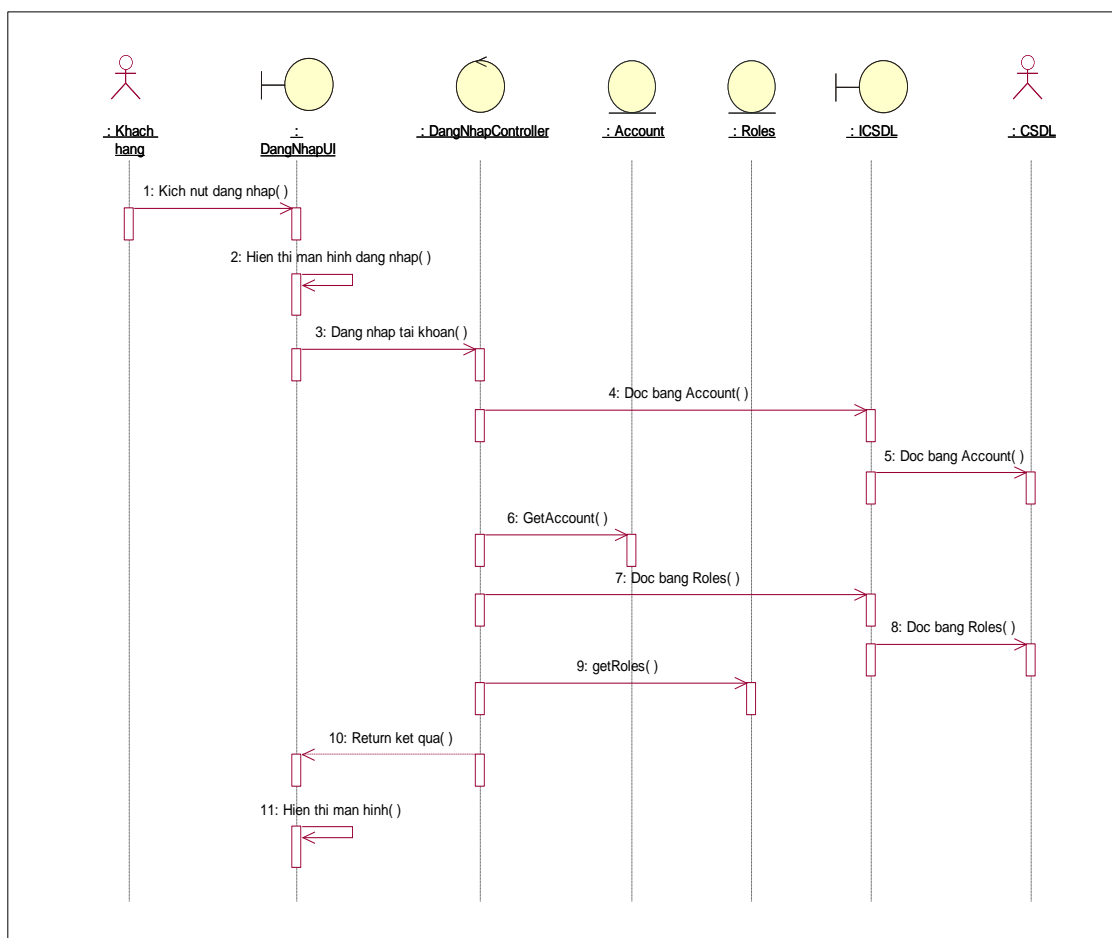 : Khach
hang
:
DangNhapUI
: DangNhapController
: Account
: Roles
: ICSDL
: CSDL
1: Kich nut dang nhap( )
2: Hien thi man hinh dang nhap( )
3: Dang nhap tai khoan( )
4: Doc bang Account( )
5: Doc bang Account( )
6: GetAccount( )
7: Doc bang Roles( )
8: Doc bang Roles( )
9: getRoles( )
10: Return ket qua( )
11: Hien thi man hinh( )